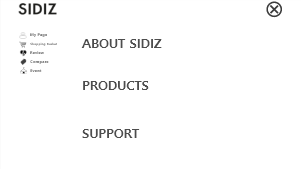 SIDIZ
My Page
Shopping Basket
Review
Compare
Event
ABOUT SIDIZ
PRODUCTS
SUPPORT